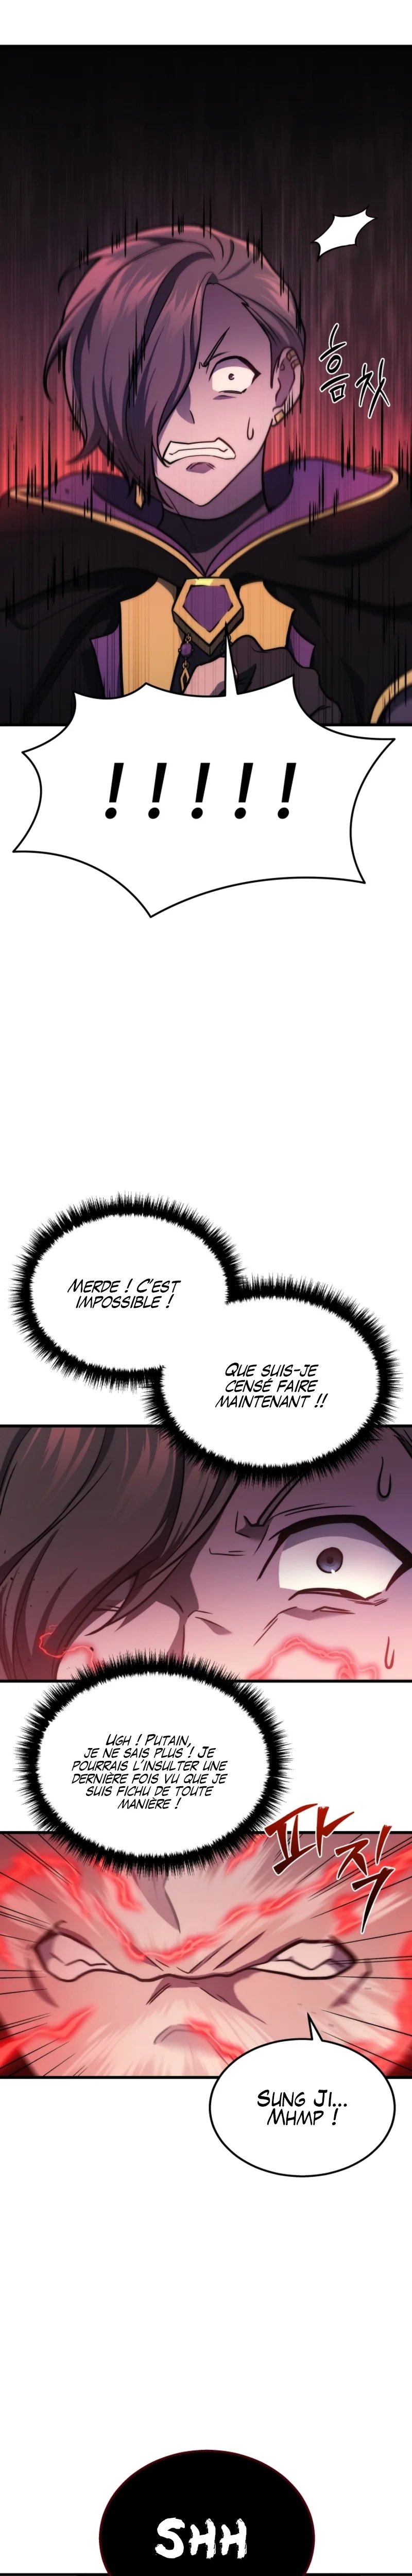 흠칫
!!!!!
MERDE ! C'EST
IMPOSSIBLE !
QUE SUIS-JE
CENSÉ FAIRE
MAINTENANT !!
UGH ! PUTAIN,
JE NE SAIS PLUS ! JE
POURRAIS L'INSULTER UNE
DERNIÈRE FOIS VU QUE JE
SUIS FICHU DE TOUTE
MANIÈRE !
파직
SUNG JI...
MHMP !
SHH